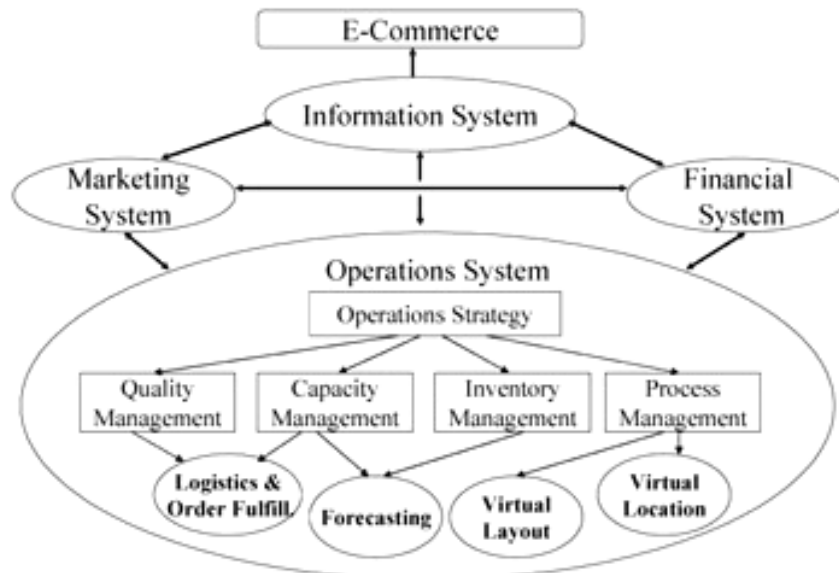 E-Commerce
Information System
Marketing
System
Financial
System
Operations System
Operations Strategy
Quality
Management
Capacity
Management
Inventory
Management
Process
Management
Logistics &
Order Fulfill.
Forecasting
Virtual
Layout
Virtual
Location